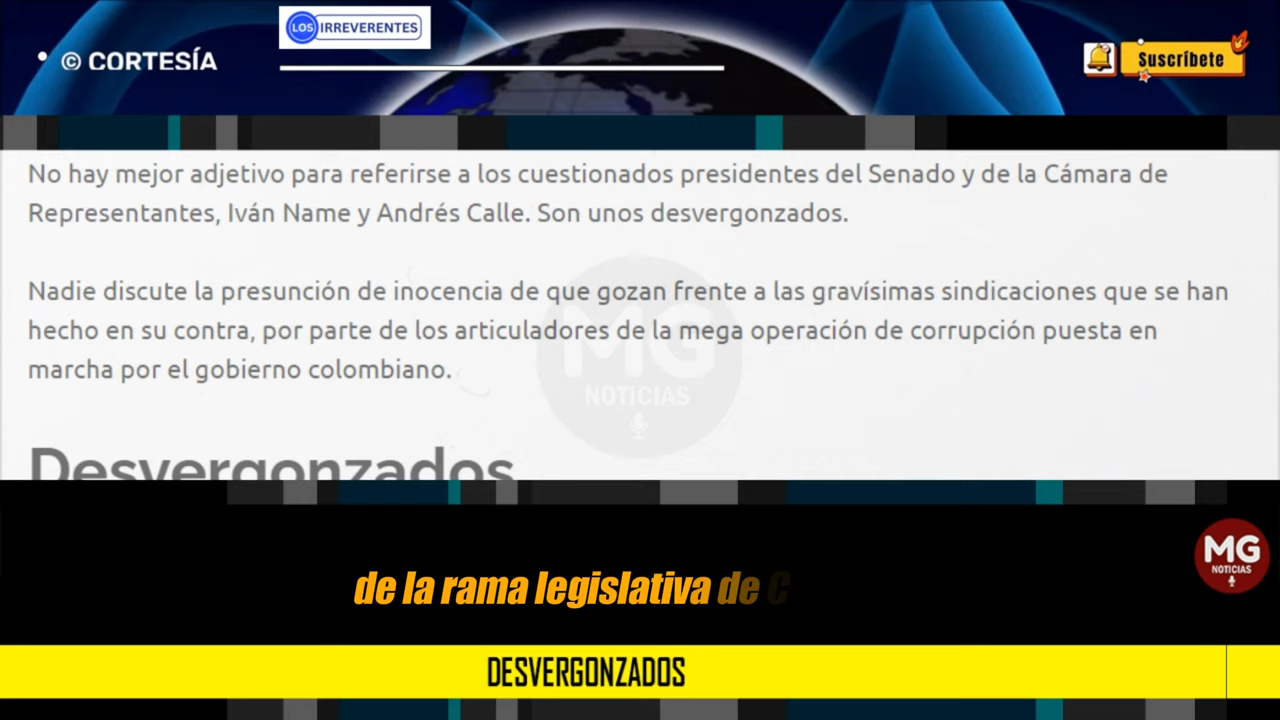 LOS IRREVERENTES
© CORTESÍA
Suscríbete
No hay mejor adjetivo para referirse a los cuestionados presidentes del Senado y de la Cámara de
Representantes, Iván Name y Andrés Calle. Son unos desvergonzados.
Nadie discute la presunción de inocencia de que gozan frente a las gravísimas sindicaciones que se han
hecho en su contra, por parte de los articuladores de la mega operación de corrupción puesta en
marcha por el gobierno colombiano.
MG
NOTICIAS
Desvergonzados
de la rama legislativa de C
MG
NOTICIAS
DESVERGONZADOS